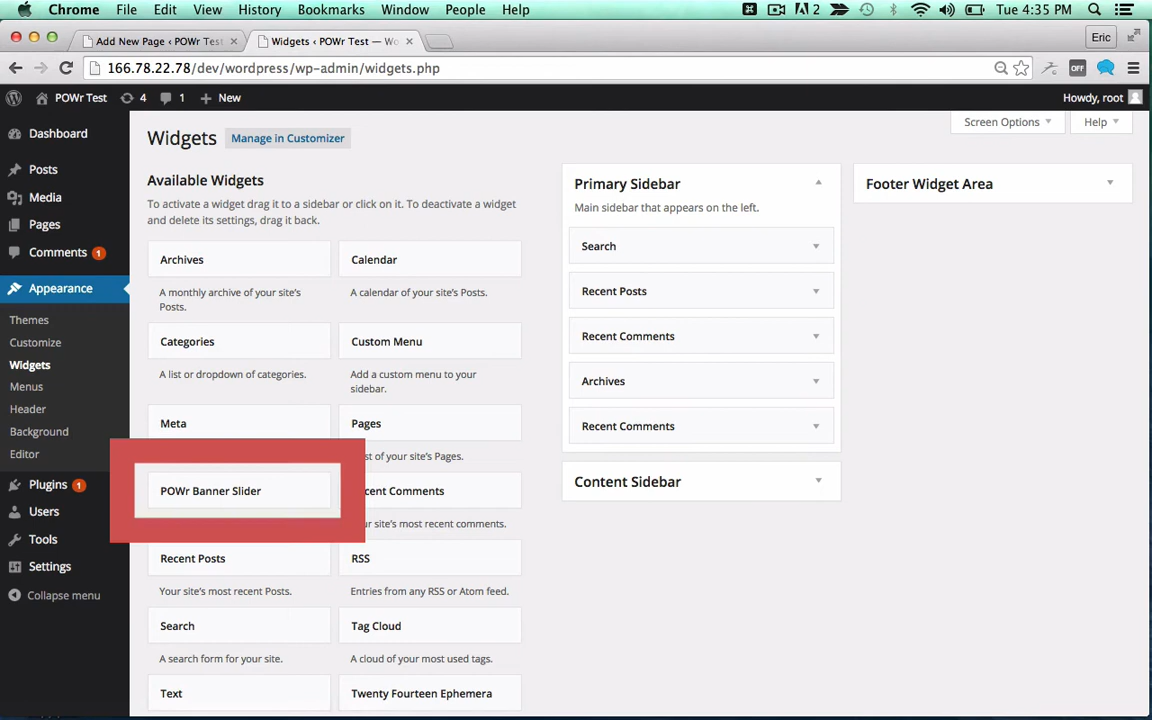 Chrome File Edit View History Bookmarks Window People Help 2 Tue 4:35 PM
Add New Page ‹ POWr Test Widgets ‹ POWr Test — Wo Eric
166.78.22.78/dev/wordpress/wp-admin/widgets.php OFF
POWr Test 4 1 New Howdy, root
Dashboard
Posts
Media
Pages
Comments 1
Appearance
Themes
Customize
Widgets
Menus
Header
Background
Editor
Plugins 1
Users
Tools
Settings
Collapse menu
Screen Options Help
Widgets Manage in Customizer
Available Widgets
To activate a widget drag it to a sidebar or click on it. To deactivate a widget
and delete its settings, drag it back.
Archives
A monthly archive of your site's
Posts.
Calendar
A calendar of your site's Posts.
Categories
A list or dropdown of categories.
Custom Menu
Add a custom menu to your
sidebar.
Meta
Pages
of your site's Pages.
POWr Banner Slider
Comments
site's most recent comments.
Recent Posts
Your site's most recent Posts.
RSS
Entries from any RSS or Atom feed.
Search
A search form for your site.
Tag Cloud
A cloud of your most used tags.
Text
Twenty Fourteen Ephemera
Primary Sidebar
Main sidebar that appears on the left.
Search
Recent Posts
Recent Comments
Archives
Recent Comments
Content Sidebar
Footer Widget Area